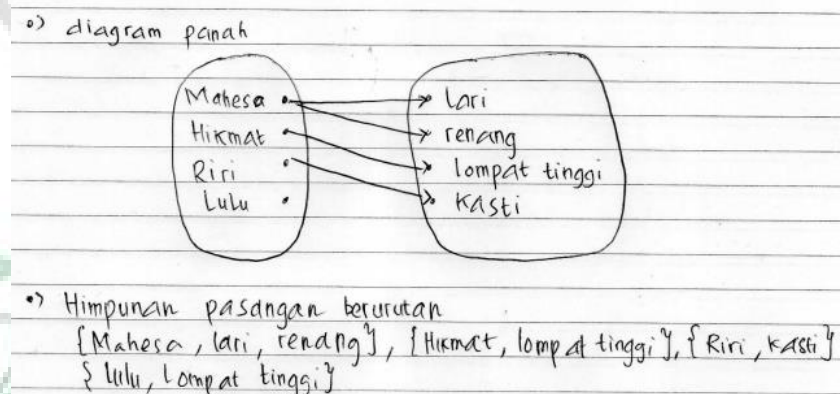 •) diagram panah
Mahesa lari
Hikmat renang
Riri lompat tinggi
Lulu kasti
•) Himpunan pasangan berurutan
{Mahesa, lari, renang}, {Hikmat, lompat tinggi}, {Riri, kasti}
{lulu, lompat tinggi}